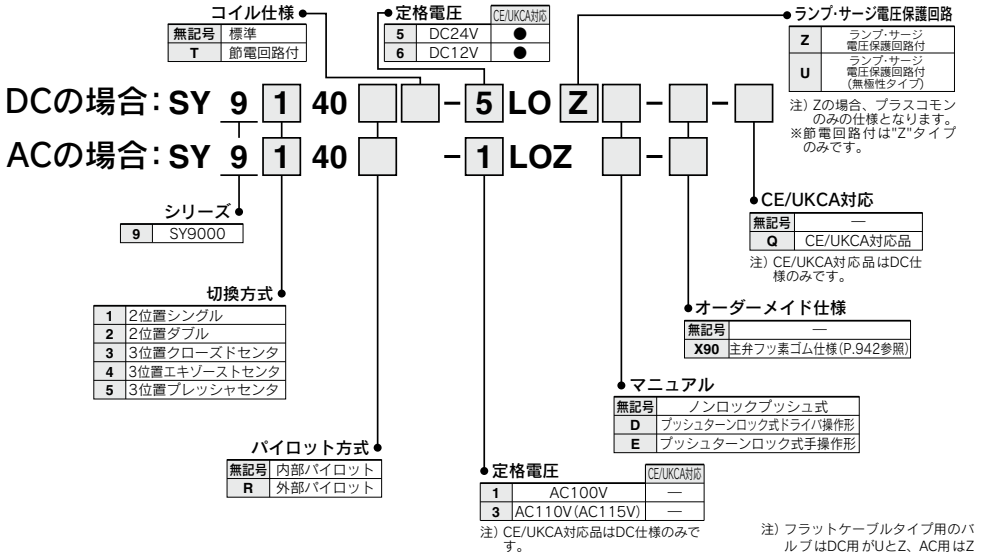 コイル仕様
無記号 標準
T 節電回路付
定格電圧 CE/UKCA対応
5 DC24V ●
6 DC12V ●
ランプ・サージ電圧保護回路
Z ランプ・サージ
電圧保護回路付
U ランプ・サージ
電圧保護回路付
(無極性タイプ)
注) Zの場合、プラスコモン
のみの仕様となります。
※節電回路付は"Z"タイプ
のみです。
DCの場合: SY 9 1 40 - 5 LO Z - -
ACの場合: SY 9 1 40 - 1 LOZ -
シリーズ
9 SY9000
切換方式
1 2位置シングル
2 2位置ダブル
3 3位置クローズドセンタ
4 3位置エキゾーストセンタ
5 3位置プレッシャセンタ
パイロット方式
無記号 内部パイロット
R 外部パイロット
定格電圧 CE/UKCA対応
1 AC100V ―
3 AC110V(AC115V) ―
注) CE/UKCA対応品はDC仕様のみで
す。
CE/UKCA対応
無記号 ―
Q CE/UKCA対応品
注) CE/UKCA対応品はDC仕
様のみです。
オーダーメイド仕様
無記号 ―
X90 主弁フッ素ゴム仕様(P.942参照)
マニュアル
無記号 ノンロックプッシュ式
D プッシュターンロック式ドライバ操作形
E プッシュターンロック式手操作形
注) フラットケーブルタイプ用のバ
ルブはDC用がUとZ、AC用はZ